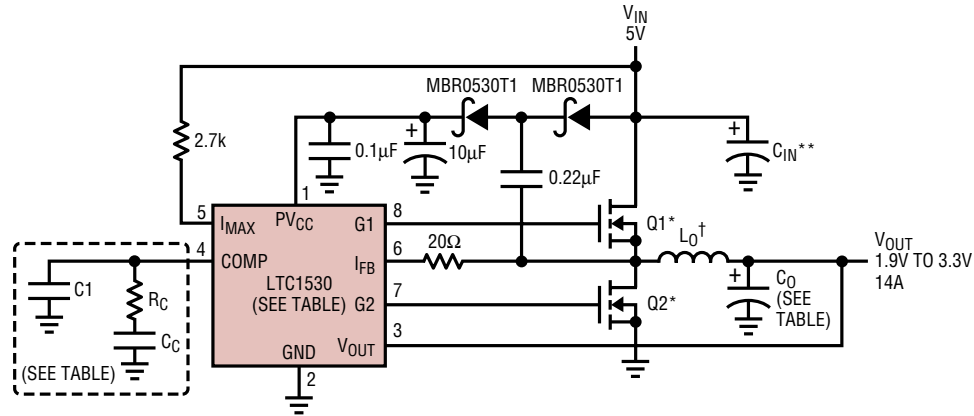 V_IN
5V
MBR0530T1
MBR0530T1
2.7k
0.1µF
+
10µF
+
C_IN**
0.22µF
1
5
I_MAX
PV_CC
G1
8
Q1*
L_O†
4
COMP
I_FB
6
20Ω
V_OUT
1.9V TO 3.3V
14A
LTC1530
(SEE TABLE)
G2
7
Q2*
+
C_O
(SEE
TABLE)
C1
R_C
C_C
(SEE TABLE)
V_OUT
3
GND
2